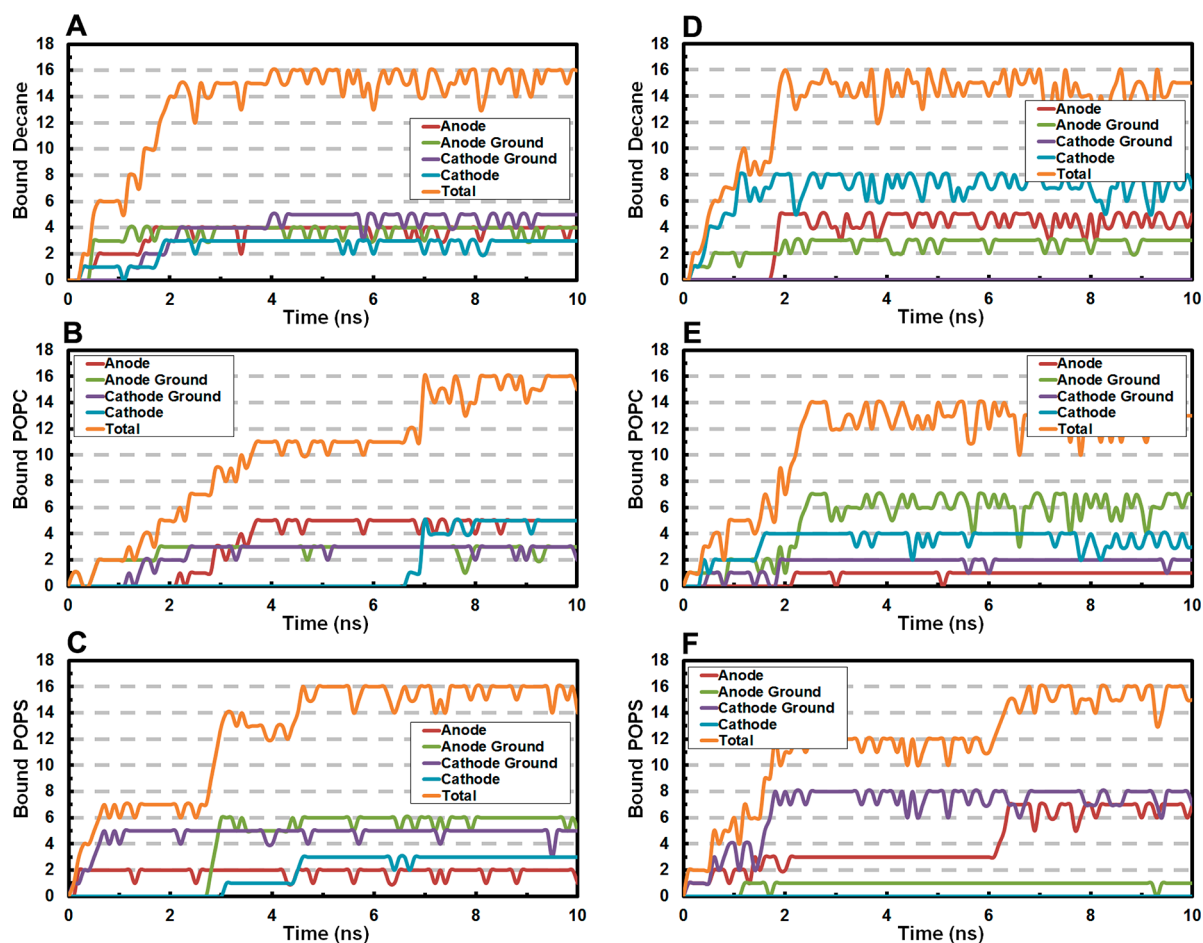 A
18
16
14
12
10
8
6
4
2
0
Bound Decane
Anode
Anode Ground
Cathode Ground
Cathode
Total
0 2 4 6 8 10
Time (ns)
D
18
16
14
12
10
8
6
4
2
0
Bound Decane
Anode
Anode Ground
Cathode Ground
Cathode
Total
0 2 4 6 8 10
Time (ns)
B
18
16
14
12
10
8
6
4
2
0
Bound POPC
Anode
Anode Ground
Cathode Ground
Cathode
Total
0 2 4 6 8 10
Time (ns)
E
18
16
14
12
10
8
6
4
2
0
Bound POPC
Anode
Anode Ground
Cathode Ground
Cathode
Total
0 2 4 6 8 10
Time (ns)
C
18
16
14
12
10
8
6
4
2
0
Bound POPS
Anode
Anode Ground
Cathode Ground
Cathode
Total
0 2 4 6 8 10
Time (ns)
F
18
16
14
12
10
8
6
4
2
0
Bound POPS
Anode
Anode Ground
Cathode Ground
Cathode
Total
0 2 4 6 8 10
Time (ns)